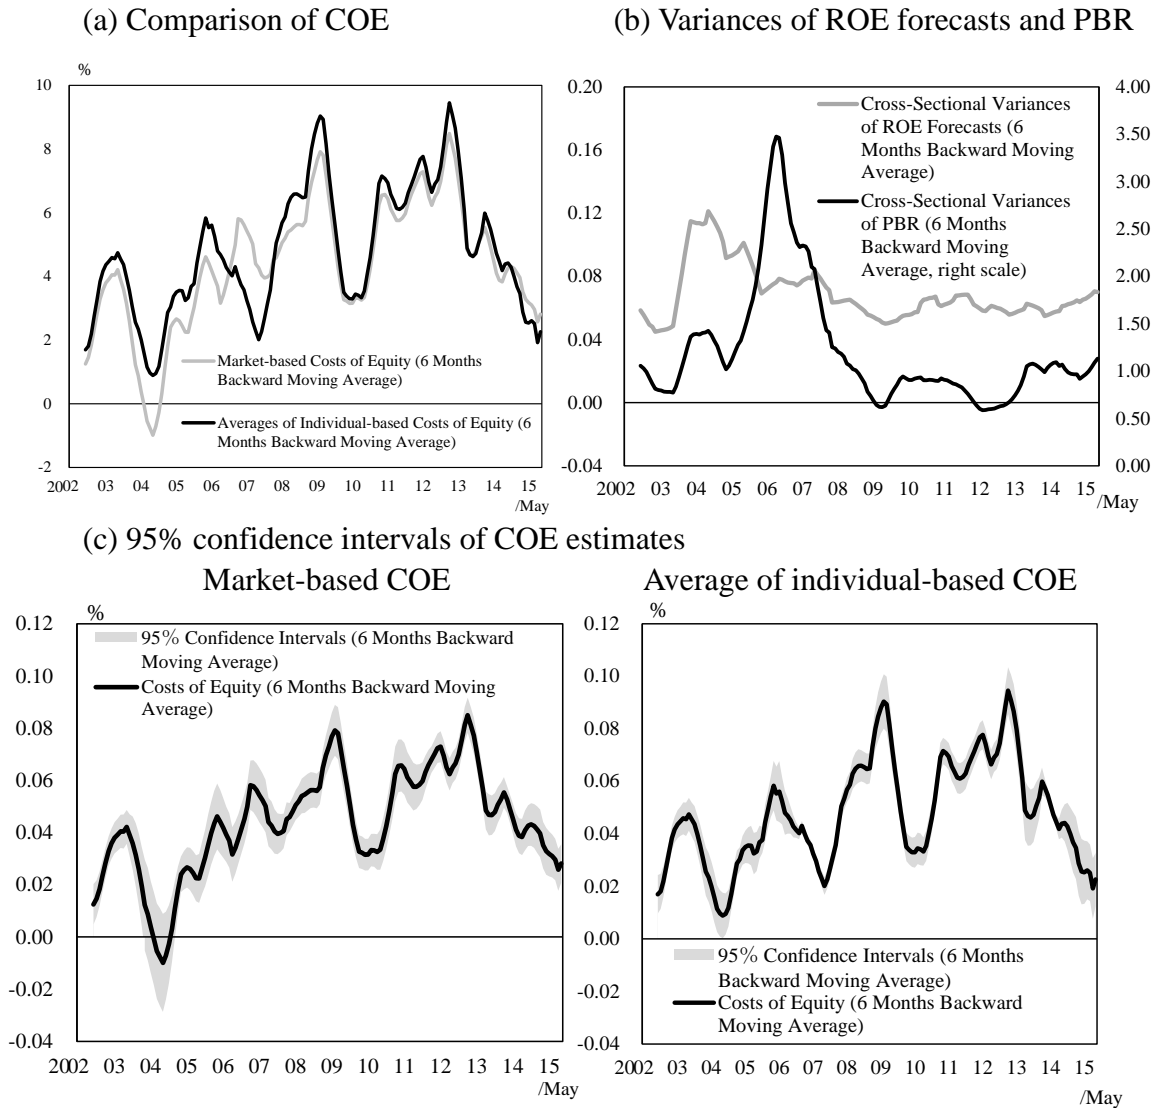 (a) Comparison of COE
%
10
8
6
4
2
0
-2
Market-based Costs of Equity (6 Months
Backward Moving Average)
Averages of Individual-based Costs of Equity (6
Months Backward Moving Average)
2002 03 04 05 06 07 08 09 10 11 12 13 14 15
/May
(b) Variances of ROE forecasts and PBR
0.20
0.16
0.12
0.08
0.04
0.00
-0.04
4.00
3.50
3.00
2.50
2.00
1.50
1.00
0.50
0.00
Cross-Sectional Variances
of ROE Forecasts (6
Months Backward Moving
Average)
Cross-Sectional Variances
of PBR (6 Months
Backward Moving
Average, right scale)
2002 03 04 05 06 07 08 09 10 11 12 13 14 15
/May
(c) 95% confidence intervals of COE estimates
Market-based COE
%
0.12
0.10
0.08
0.06
0.04
0.02
0.00
-0.02
-0.04
95% Confidence Intervals (6 Months Backward
Moving Average)
Costs of Equity (6 Months Backward Moving
Average)
2002 03 04 05 06 07 08 09 10 11 12 13 14 15
/May
Average of individual-based COE
%
0.12
0.10
0.08
0.06
0.04
0.02
0.00
-0.02
-0.04
95% Confidence Intervals (6 Months
Backward Moving Average)
Costs of Equity (6 Months Backward
Moving Average)
2002 03 04 05 06 07 08 09 10 11 12 13 14 15
/May